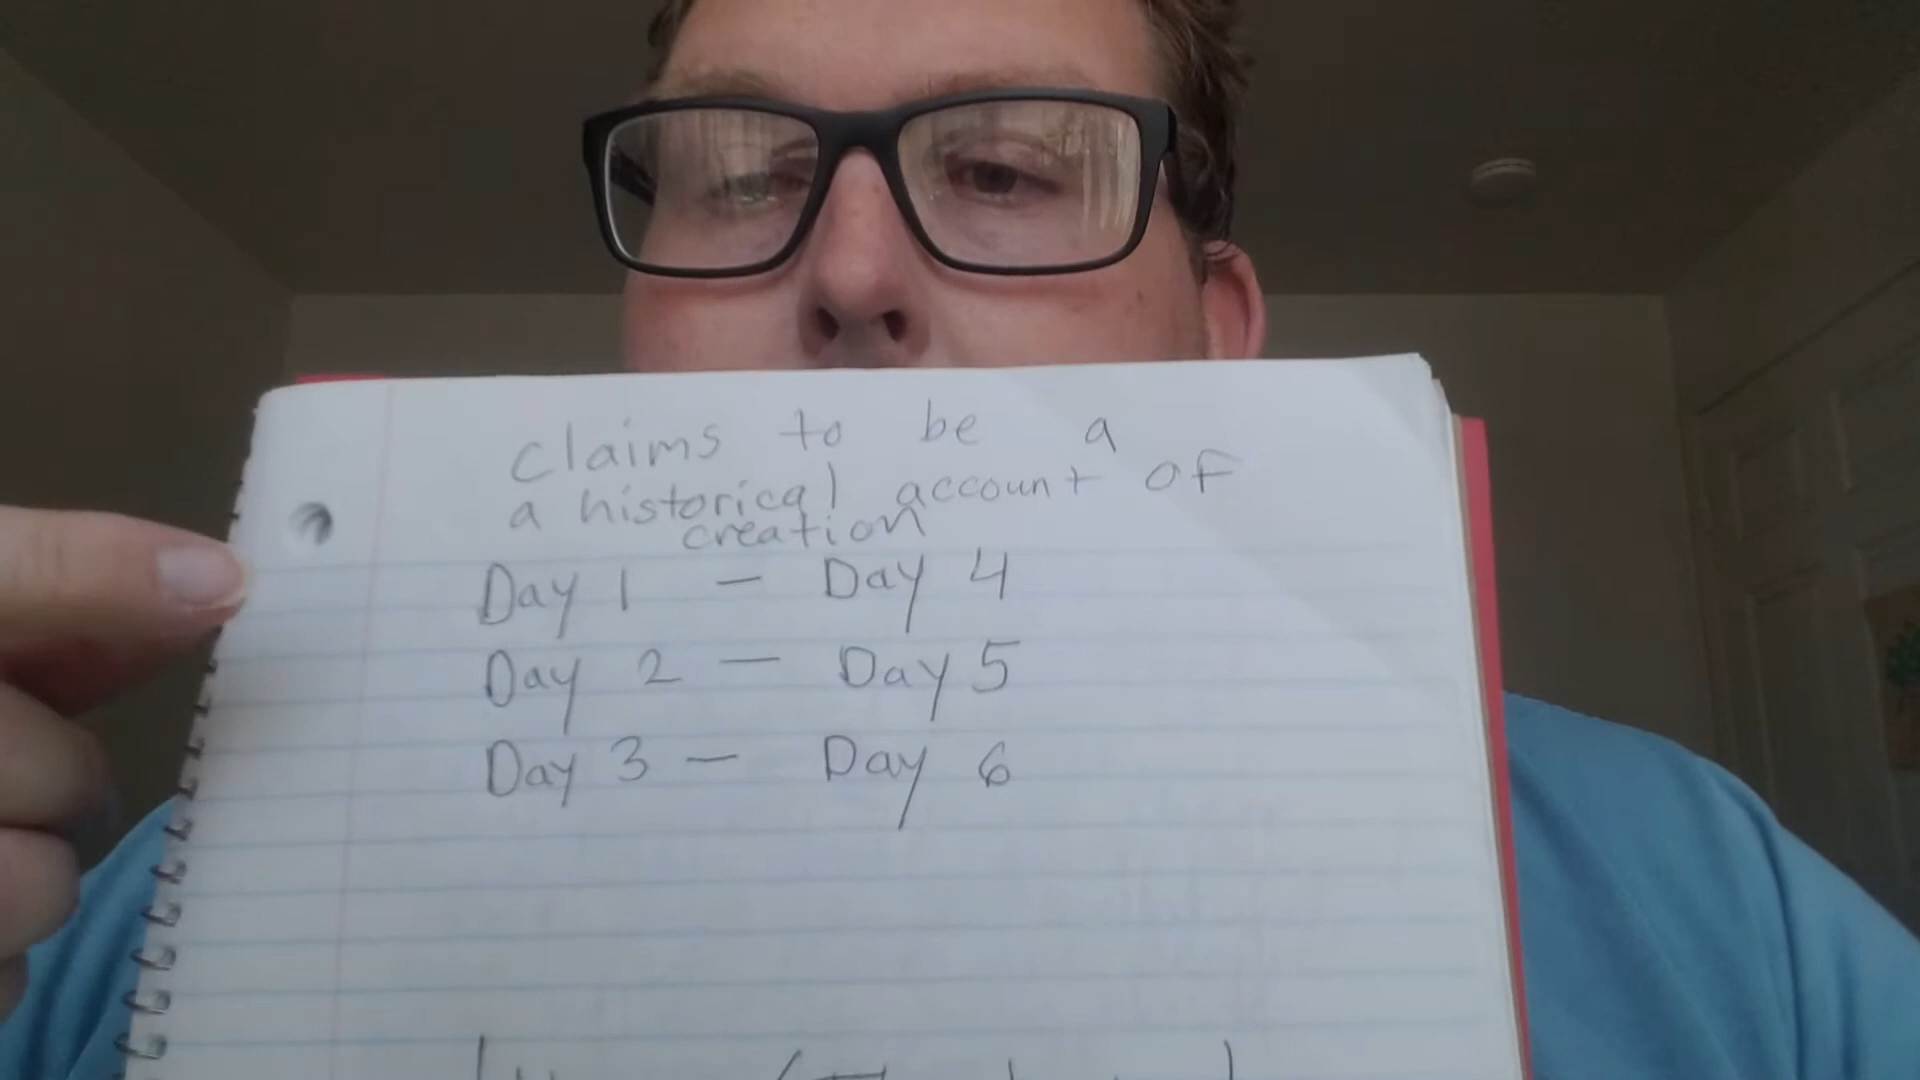 claims to be a
a historical account of
creation
Day 1 – Day 4
Day 2 – Day 5
Day 3 – Day 6